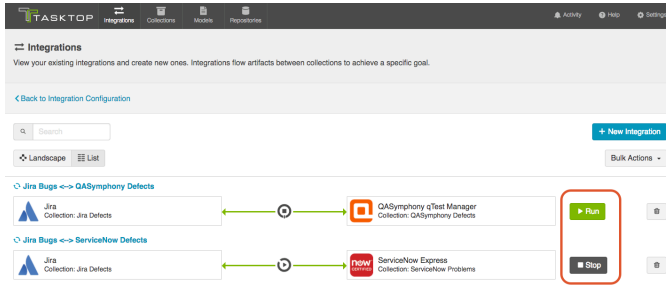 TASKTOP
Integrations
Collections
Models
Repositories
Activity
Help
Settings
Integrations
View your existing integrations and create new ones. Integrations flow artifacts between collections to achieve a specific goal.
Back to Integration Configuration
Search
+ New Integration
Landscape
List
Bulk Actions
Jira Bugs <--> QASymphony Defects
Jira
Collection: Jira Defects
QASymphony qTest Manager
Collection: QASymphony Defects
Run
Jira Bugs <--> ServiceNow Defects
Jira
Collection: Jira Defects
now
CERTIFIED
ServiceNow Express
Collection: ServiceNow Problems
Stop